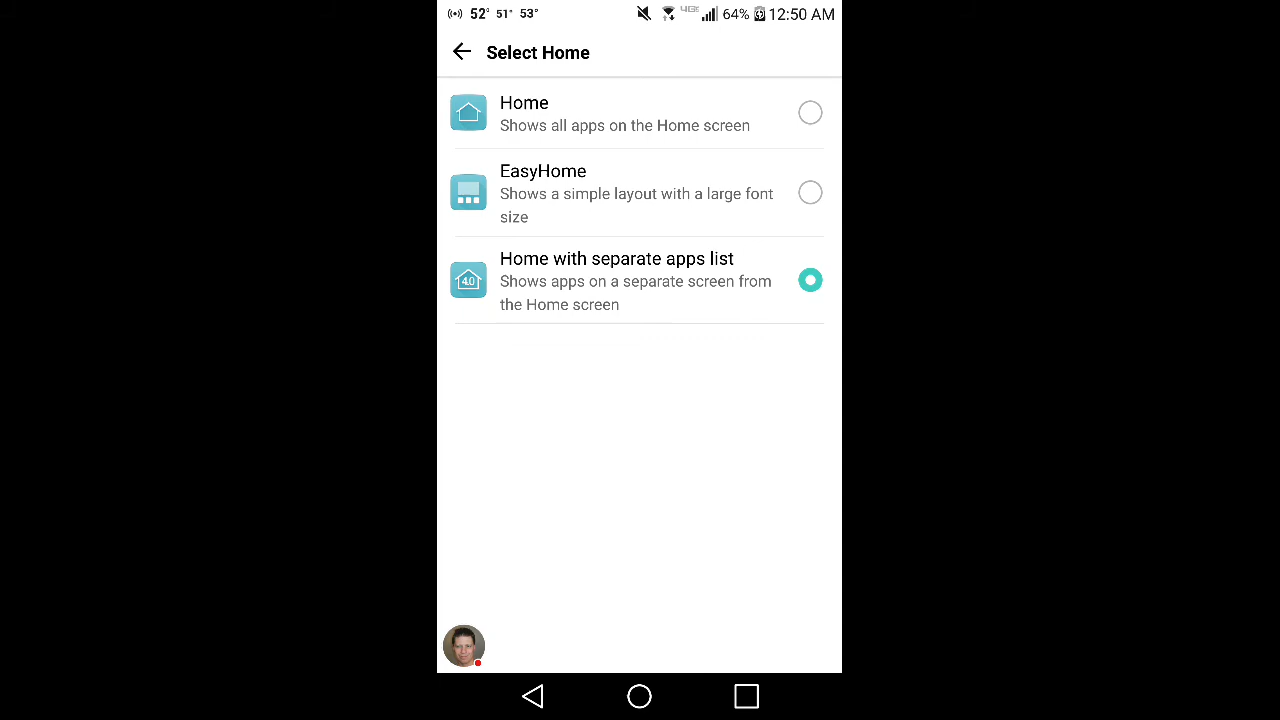 52° 51° 53° 4G 64% 12:50 AM
Select Home
Home
Shows all apps on the Home screen
EasyHome
Shows a simple layout with a large font
size
Home with separate apps list
4.0
Shows apps on a separate screen from
the Home screen